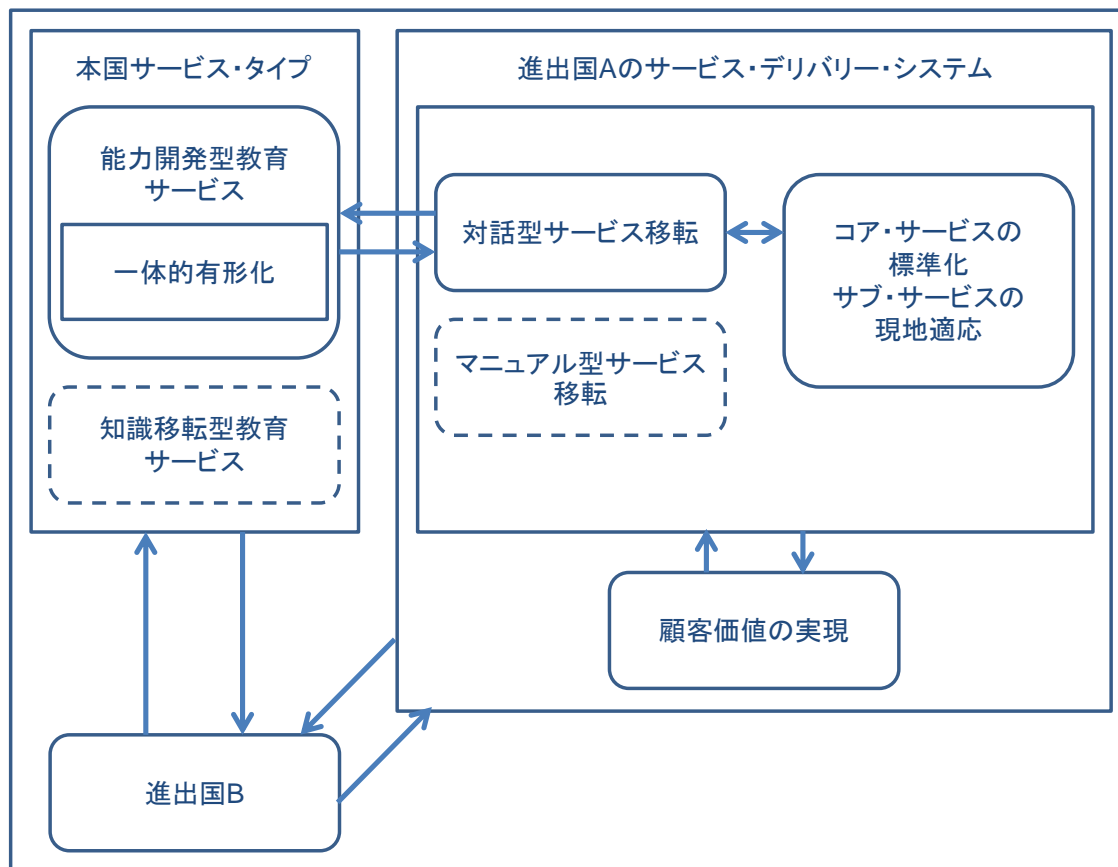 本国サービス・タイプ
能力開発型教育
サービス
一体的有形化
知識移転型教育
サービス
進出国Aのサービス・デリバリー・システム
対話型サービス移転
マニュアル型サービス
移転
コア・サービスの
標準化
サブ・サービスの
現地適応
顧客価値の実現
進出国B